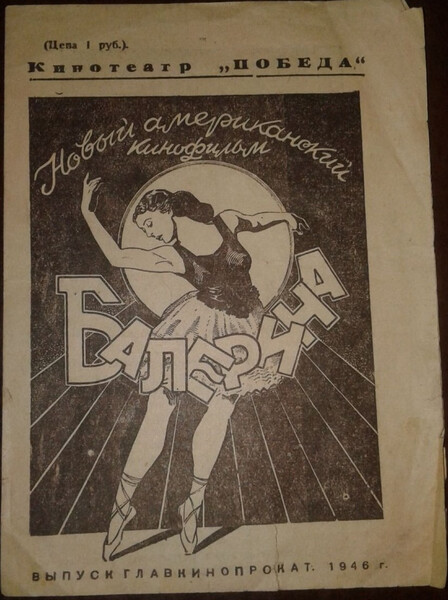 (Цена 1 руб.).
Кинотеатр „ПОБЕДА“
Новый американский
кинофильм
БАЛЕРИНА
ВЫПУСК ГЛАВКИНОПРОКАТ. 1946 г.